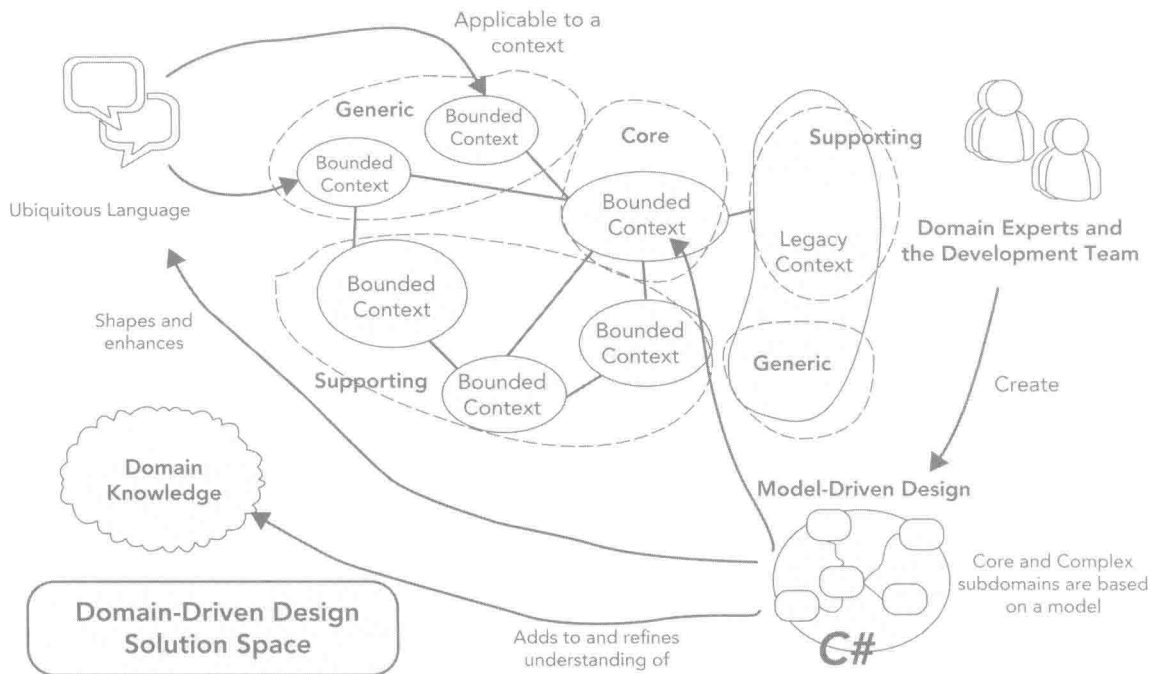 Applicable to a
context
Generic
Bounded
Context
Core
Supporting
Bounded
Context
Ubiquitous Language
Bounded
Context
Legacy
Context
Domain Experts and
the Development Team
Bounded
Context
Shapes and
enhances
Bounded
Context
Supporting
Bounded
Context
Generic
Create
Domain
Knowledge
Model-Driven Design
Core and Complex
subdomains are based
on a model
C#
Domain-Driven Design
Solution Space
Adds to and refines
understanding of